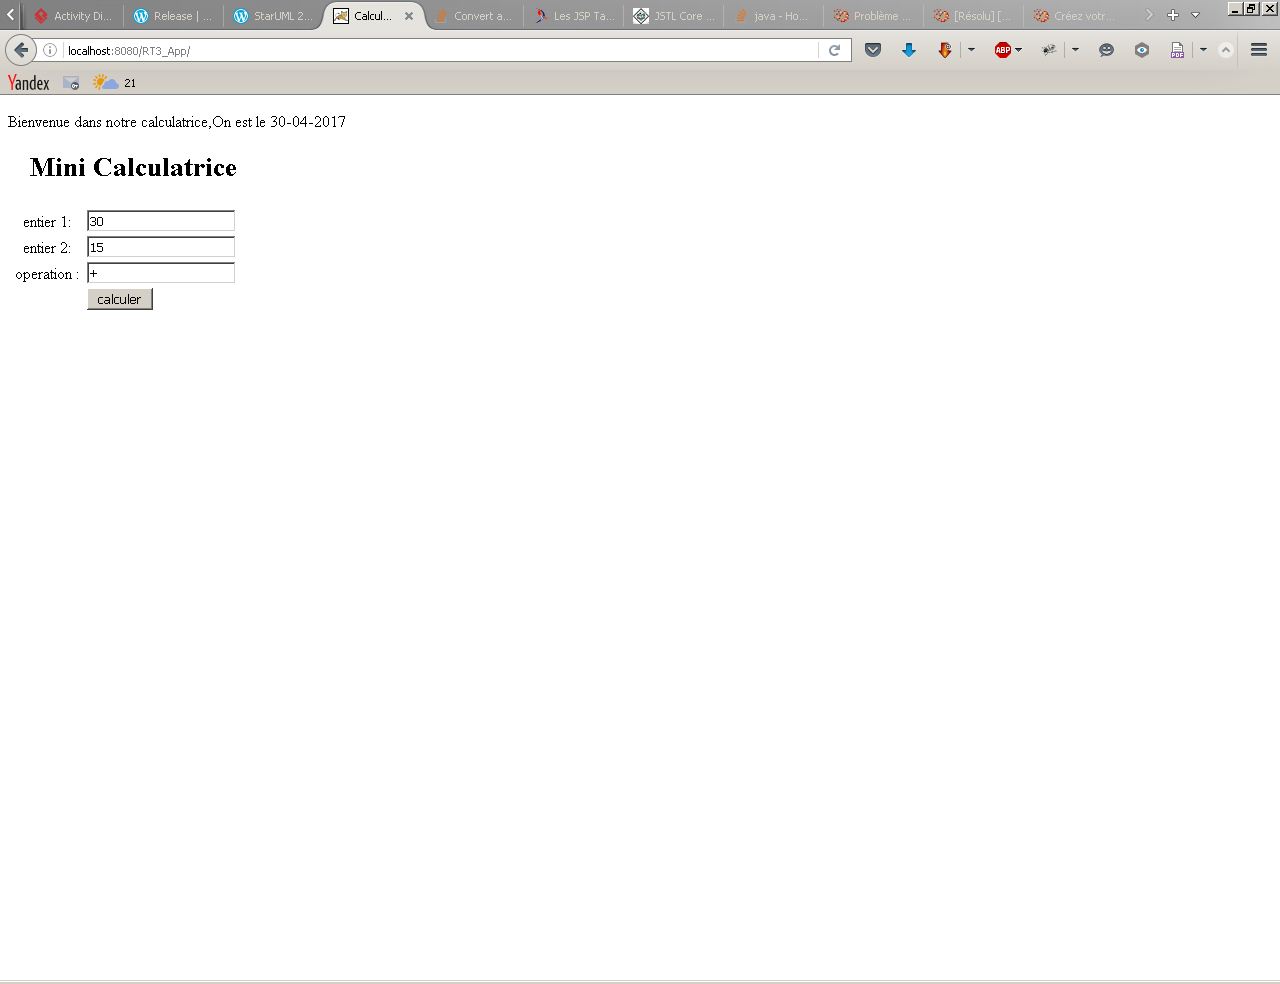 Activity Di... Release | ... StarUML 2... Calcul... Convert a... Les JSP Ta... JSTL Core ... java - Ho... Problème ... [Résolu] [... Créez votr...
localhost:8080/RT3_App/ ABP PDF
Yandex 21
Bienvenue dans notre calculatrice,On est le 30-04-2017
Mini Calculatrice
entier 1: 30
entier 2: 15
operation : +
calculer